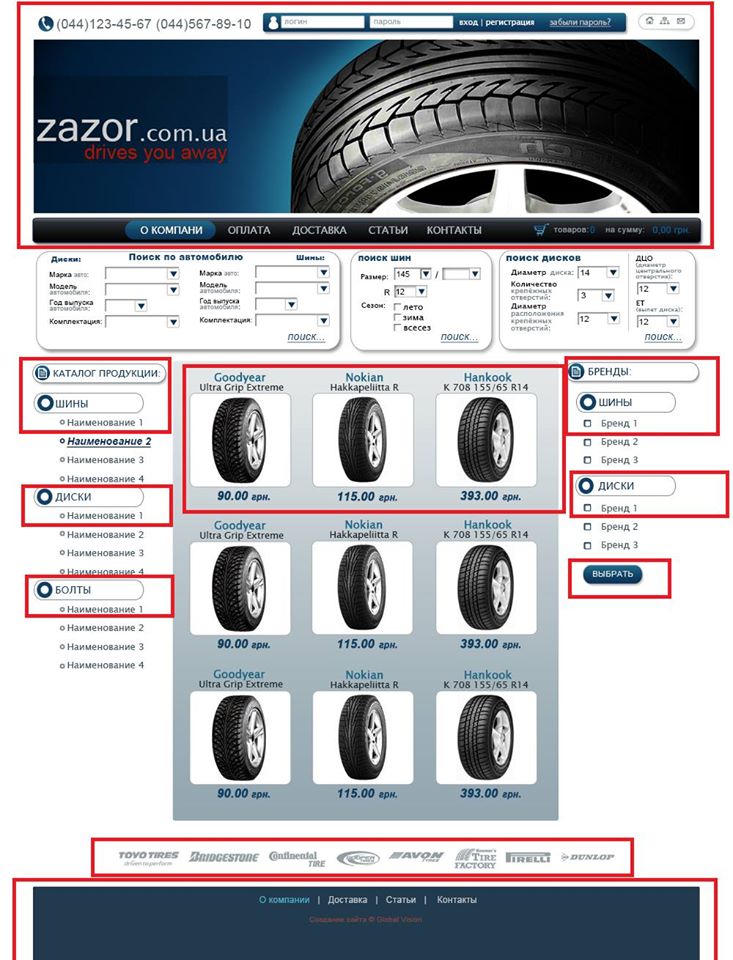 (044)123-45-67 (044)567-89-10
логин
пароль
вход | регистрация
забыли пароль?
zazor.com.ua
drives you away
О КОМПАНИ
ОПЛАТА
ДОСТАВКА
СТАТЬИ
КОНТАКТЫ
товаров:0
на сумму:
0,00 грн.
Диски:
Поиск по автомобилю
Шины:
Марка авто:
Модель автомобиля:
Год выпуска автомобиля:
Комплектация:
Марка авто:
Модель автомобиля:
Год выпуска автомобиля:
Комплектация:
поиск...
поиск шин
Размер: 145 /
R 12
Сезон: лето
зима
всесез
поиск...
поиск дисков
Диаметр диска: 14
Количество крепёжных отверстий: 3
Диаметр расположения крепёжных отверстий: 12
ДЦО
(диаметр центрального отверстия)
12
ЕТ
(вылет диска):
12
поиск...
КАТАЛОГ ПРОДУКЦИИ:
ШИНЫ
Наименование 1
Наименование 2
Наименование 3
Наименование 4
ДИСКИ
Наименование 1
Наименование 2
Наименование 3
Наименование 4
БОЛТЫ
Наименование 1
Наименование 2
Наименование 3
Наименование 4
Goodyear
Ultra Grip Extreme
90.00 грн.
Nokian
Hakkapeliitta R
115.00 грн.
Hankook
K 708 155/65 R14
393.00 грн.
Goodyear
Ultra Grip Extreme
90.00 грн.
Nokian
Hakkapeliitta R
115.00 грн.
Hankook
K 708 155/65 R14
393.00 грн.
Goodyear
Ultra Grip Extreme
90.00 грн.
Nokian
Hakkapeliitta R
115.00 грн.
Hankook
K 708 155/65 R14
393.00 грн.
БРЕНДЫ:
ШИНЫ
Бренд 1
Бренд 2
Бренд 3
ДИСКИ
Бренд 1
Бренд 2
Бренд 3
ВЫБРАТЬ
TOYO TIRES
driven to perform
BRIDGESTONE
Continental
TIRE
AVON
TYRES
TIRE
FACTORY
PIRELLI
DUNLOP
О компании | Доставка | Статьи | Контакты
Создание сайта © Global Vision